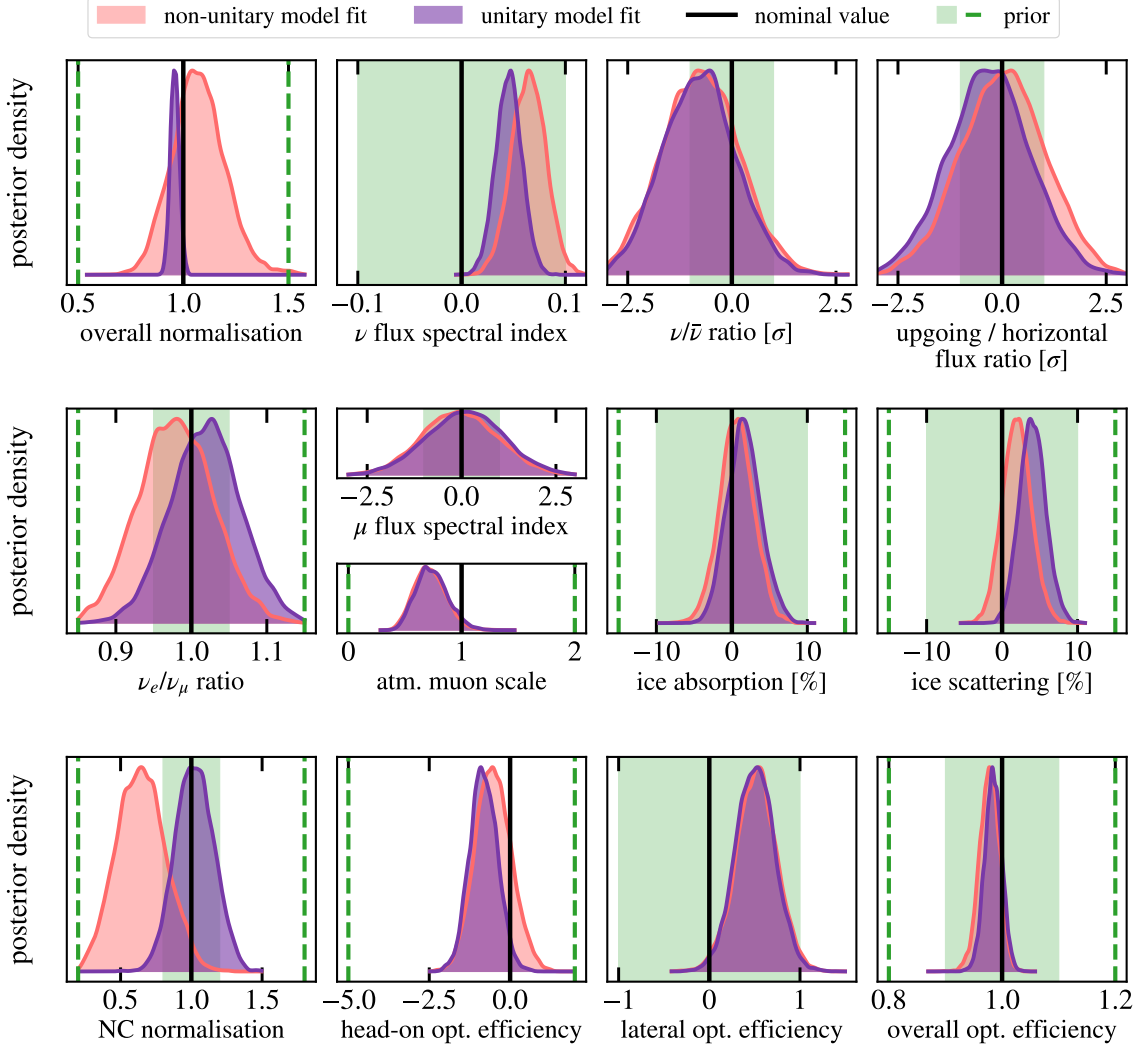 non-unitary model fit unitary model fit nominal value prior
posterior density
0.5 1.0 1.5
overall normalisation
−0.1 0.0 0.1
ν flux spectral index
−2.5 0.0 2.5
ν/ν̄ ratio [σ]
−2.5 0.0 2.5
upgoing / horizontal
flux ratio [σ]
posterior density
0.9 1.0 1.1
νₑ/ν_μ ratio
−2.5 0.0 2.5
μ flux spectral index
0 1 2
atm. muon scale
−10 0 10
ice absorption [%]
−10 0 10
ice scattering [%]
posterior density
0.5 1.0 1.5
NC normalisation
−5.0 −2.5 0.0
head-on opt. efficiency
−1 0 1
lateral opt. efficiency
0.8 1.0 1.2
overall opt. efficiency